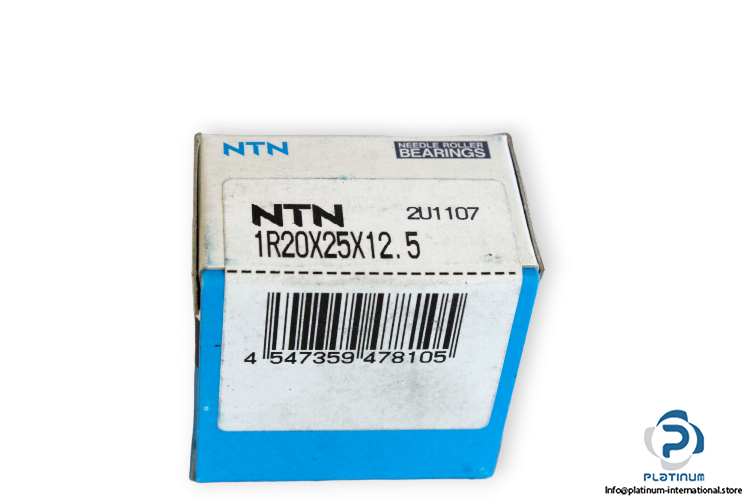 NTN
NEEDLE ROLLER
BEARINGS
NTN 2U1107
1R20X25X12.5
4 547359 478105
PLATINUM
Info@platinum-international.store